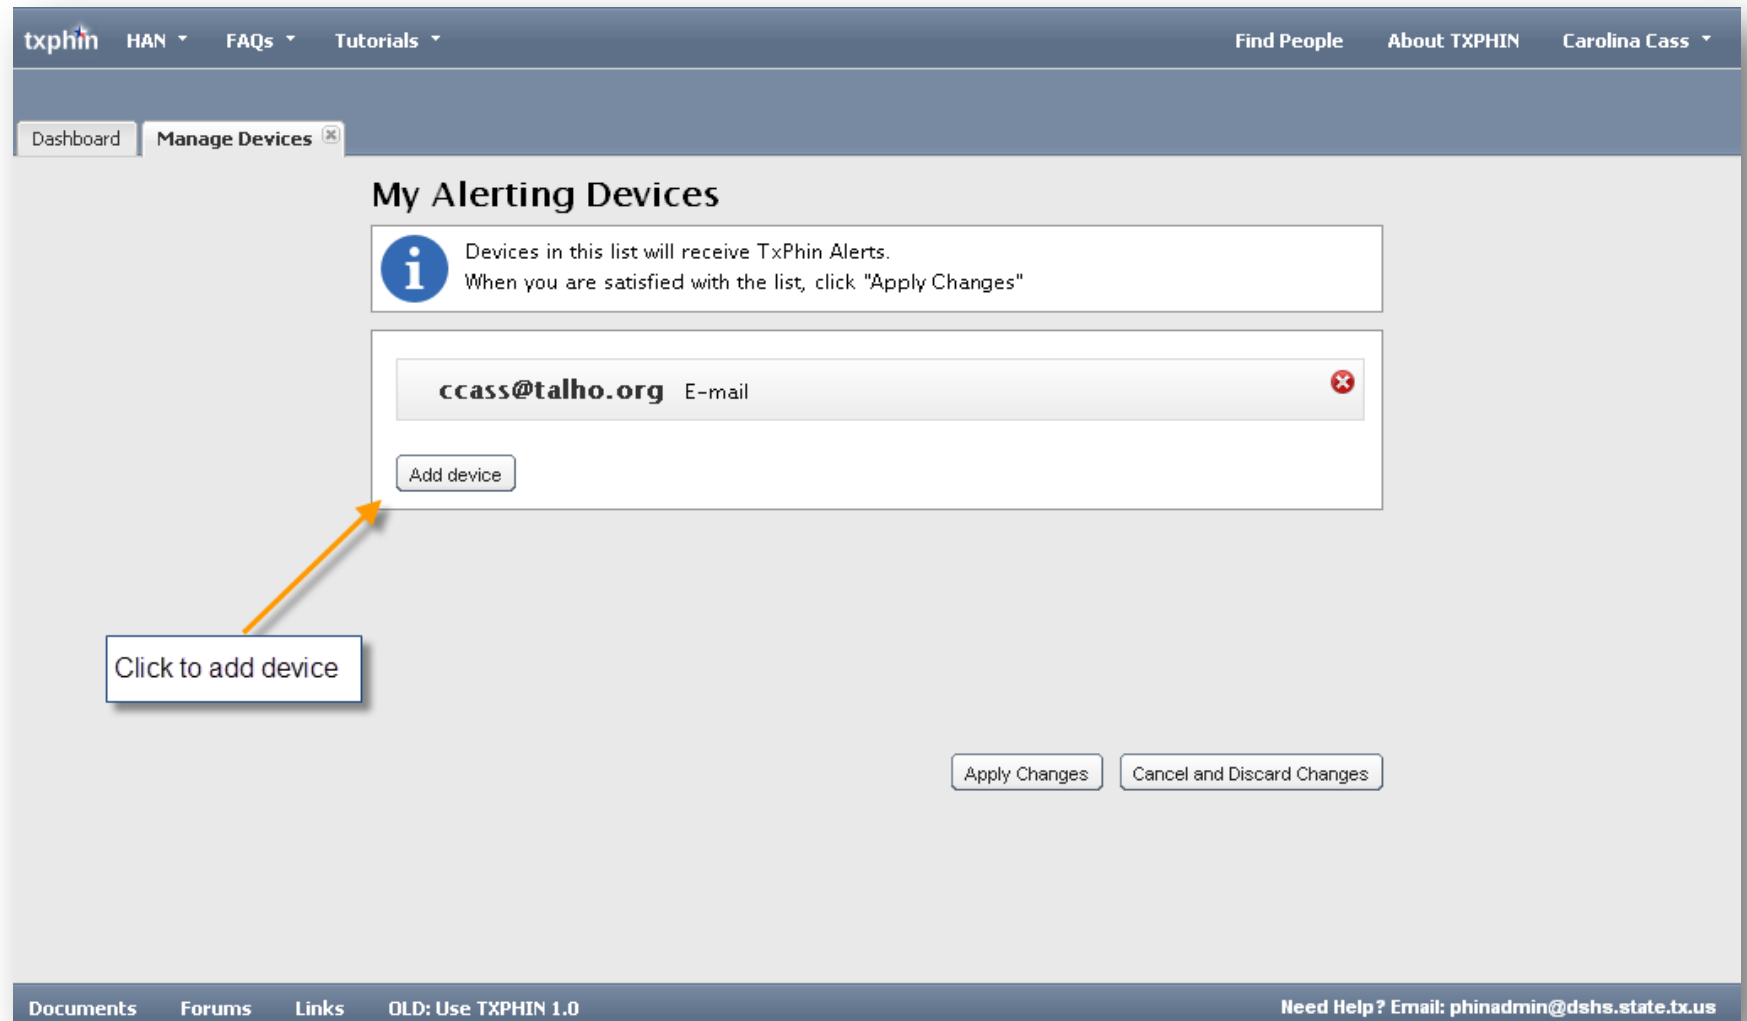 txphin HAN FAQs Tutorials Find People About TXPHIN Carolina Cass
Dashboard Manage Devices
My Alerting Devices
Devices in this list will receive TxPhin Alerts.
When you are satisfied with the list, click "Apply Changes"
ccass@talho.org E-mail
Add device
Click to add device
Apply Changes Cancel and Discard Changes
Documents Forums Links OLD: Use TXPHIN 1.0 Need Help? Email: phinadmin@dshs.state.tx.us